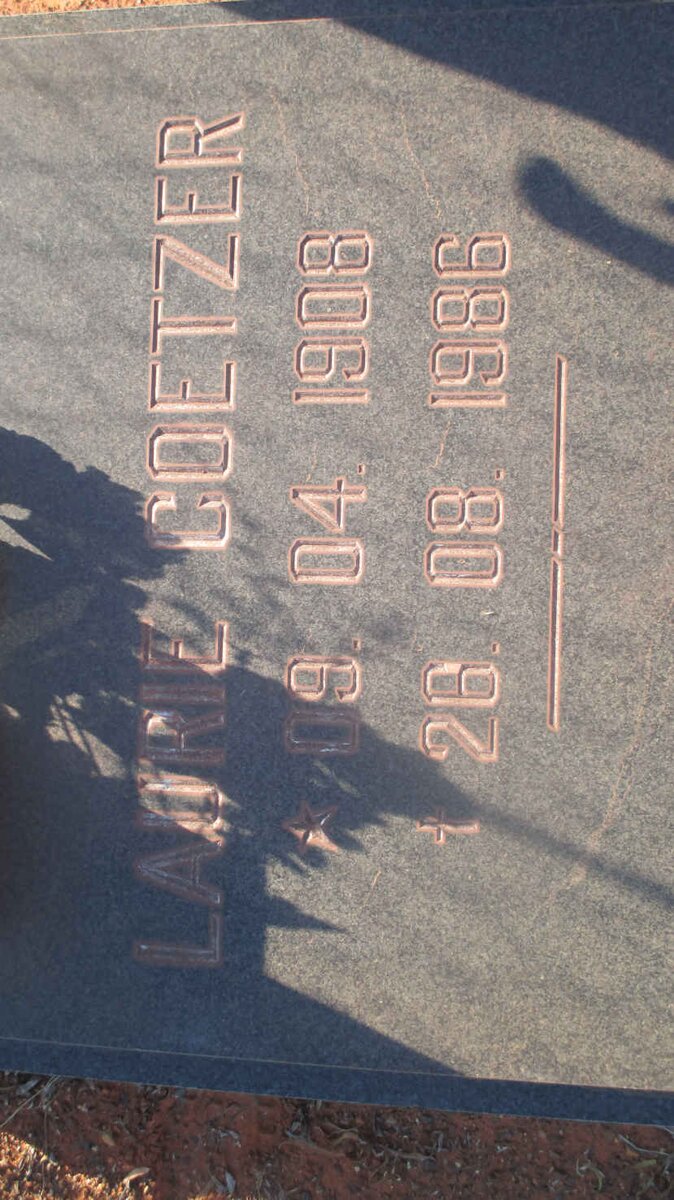 LAURIE COETZER
★ 09. 04. 1908
† 28. 08. 1986